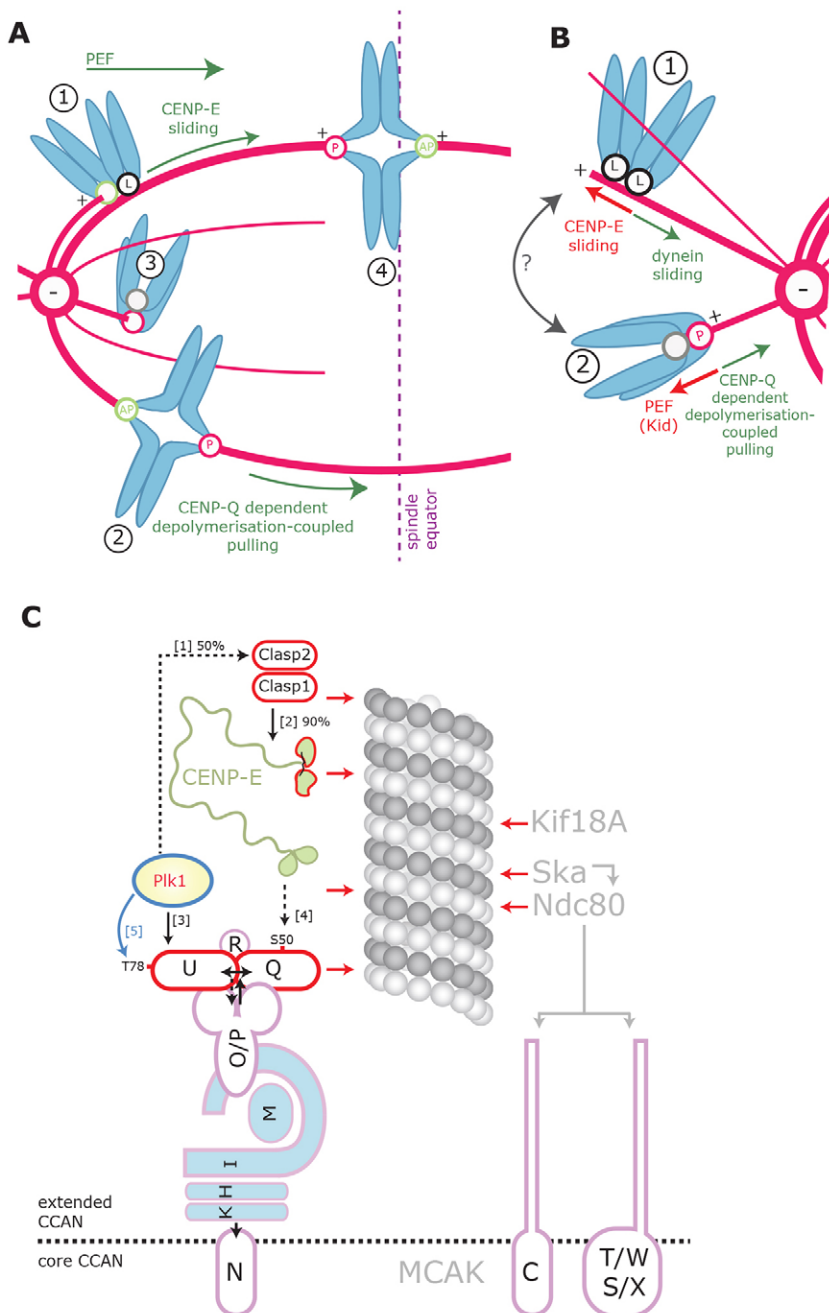 A
PEF
1
CENP-E
sliding
L
+
+
P
+
AP
3
4
-
AP
P
2
CENP-Q dependent
depolymerisation-coupled
pulling
spindle
equator
B
1
L
L
+
CENP-E
sliding
dynein
sliding
?
-
+
P
2
PEF
(Kid)
CENP-Q
dependent
depolymerisation-
coupled
pulling
C
[1] 50%
Clasp2
Clasp1
[2] 90%
CENP-E
Kif18A
Ska
Ndc80
Plk1
[3]
[4]
[5]
R
S50
T78
U
Q
O/P
M
I
H
K
extended
CCAN
core CCAN
N
MCAK
C
T/W
S/X